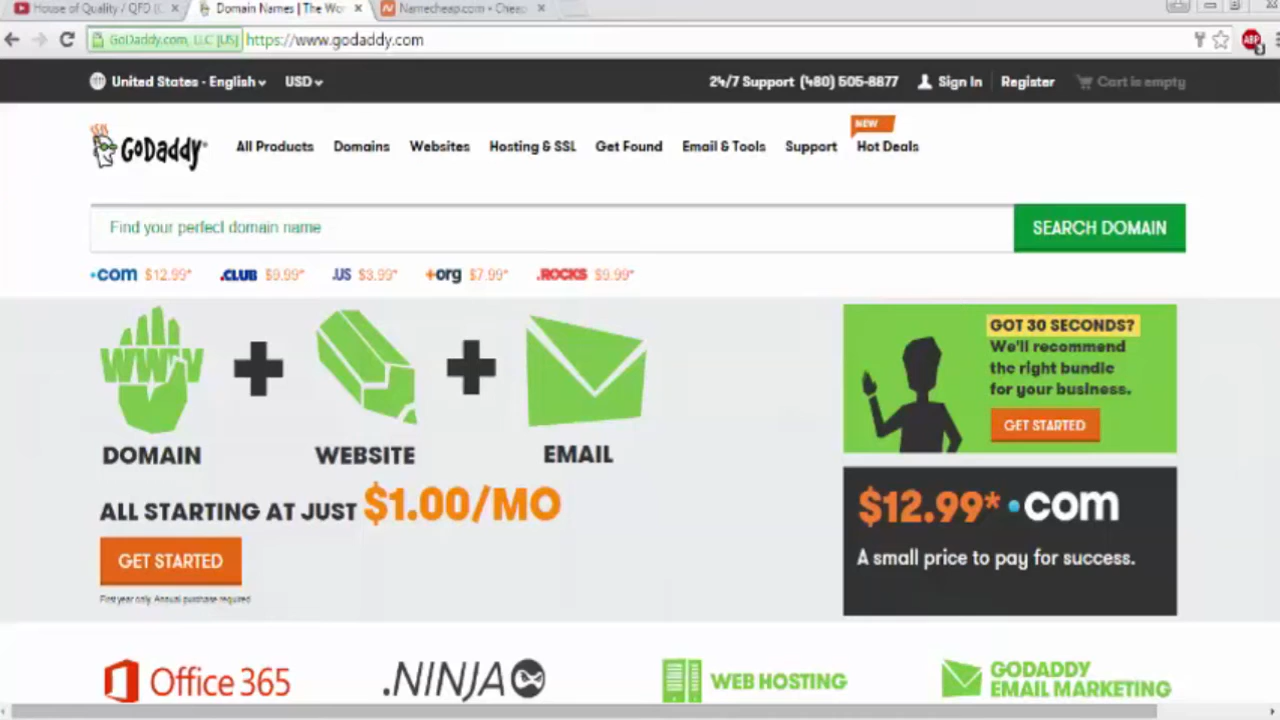 House of Quality / QFD
Domain Names | The Wor
Namecheap.com - Cheap
GoDaddy.com, LLC [US] https://www.godaddy.com
ABP
United States - English USD 24/7 Support (480) 505-8877 Sign In Register Cart is empty
NEW
GoDaddy All Products Domains Websites Hosting & SSL Get Found Email & Tools Support Hot Deals
Find your perfect domain name SEARCH DOMAIN
.com $12.99* .CLUB $9.99* .US $3.99* .org $7.99* .ROCKS $9.99*
WWW
DOMAIN WEBSITE EMAIL
ALL STARTING AT JUST $1.00/MO
GET STARTED
First year only. Annual purchase required
GOT 30 SECONDS?
We'll recommend
the right bundle
for your business.
GET STARTED
$12.99* .com
A small price to pay for success.
Office 365 .NINJA WEB HOSTING GODADDY
EMAIL MARKETING